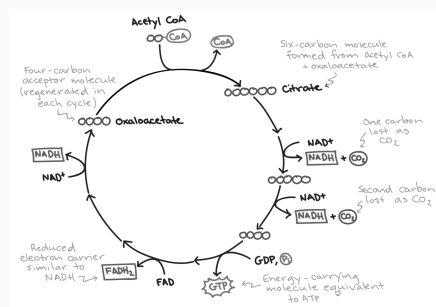 Acetyl CoA
CoA
CoA
Six-carbon molecule
formed from acetyl CoA
+ oxaloacetate
Four-carbon
acceptor molecule
(regenerated in
each cycle)
Citrate
Oxaloacetate
One carbon
lost as
CO₂
NAD⁺
NADH + CO₂
NADH
NAD⁺
Second carbon
lost as CO₂
NAD⁺
NADH + CO₂
Reduced
electron carrier
similar to
NADH
FADH₂
FAD
GDP, Pi
GTP
Energy-carrying
molecule equivalent
to ATP